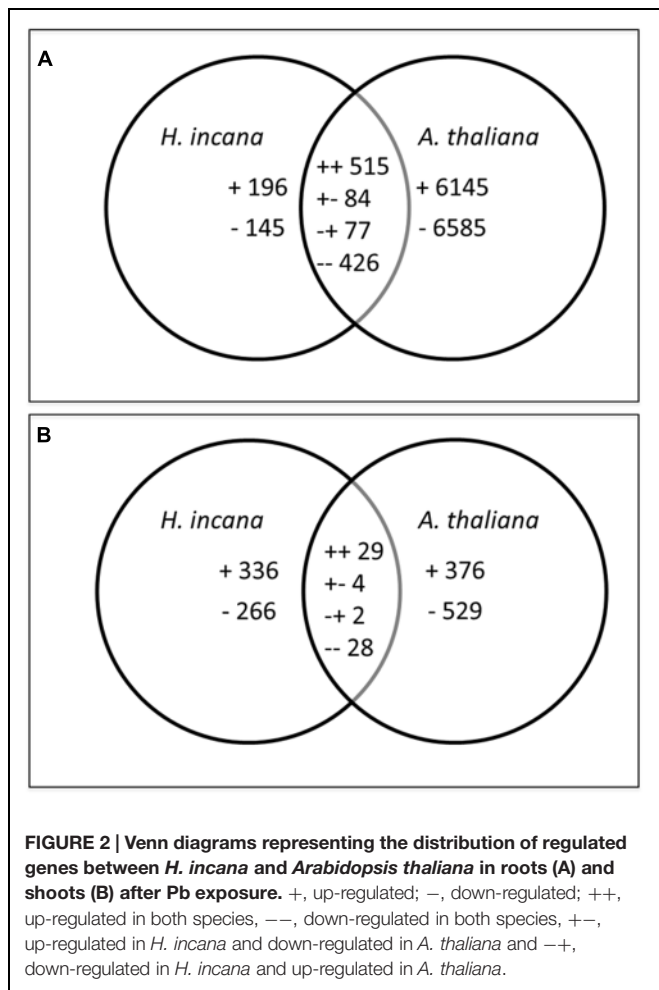 A
H. incana
A. thaliana
++ 515
+ 196
+- 84
+ 6145
- 145
-+ 77
- 6585
-- 426
B
H. incana
A. thaliana
++ 29
+ 336
+- 4
+ 376
- 266
-+ 2
- 529
-- 28
FIGURE 2 | Venn diagrams representing the distribution of regulated
genes between H. incana and Arabidopsis thaliana in roots (A) and
shoots (B) after Pb exposure. +, up-regulated; −, down-regulated; ++,
up-regulated in both species, −−, down-regulated in both species, +−,
up-regulated in H. incana and down-regulated in A. thaliana and −+,
down-regulated in H. incana and up-regulated in A. thaliana.